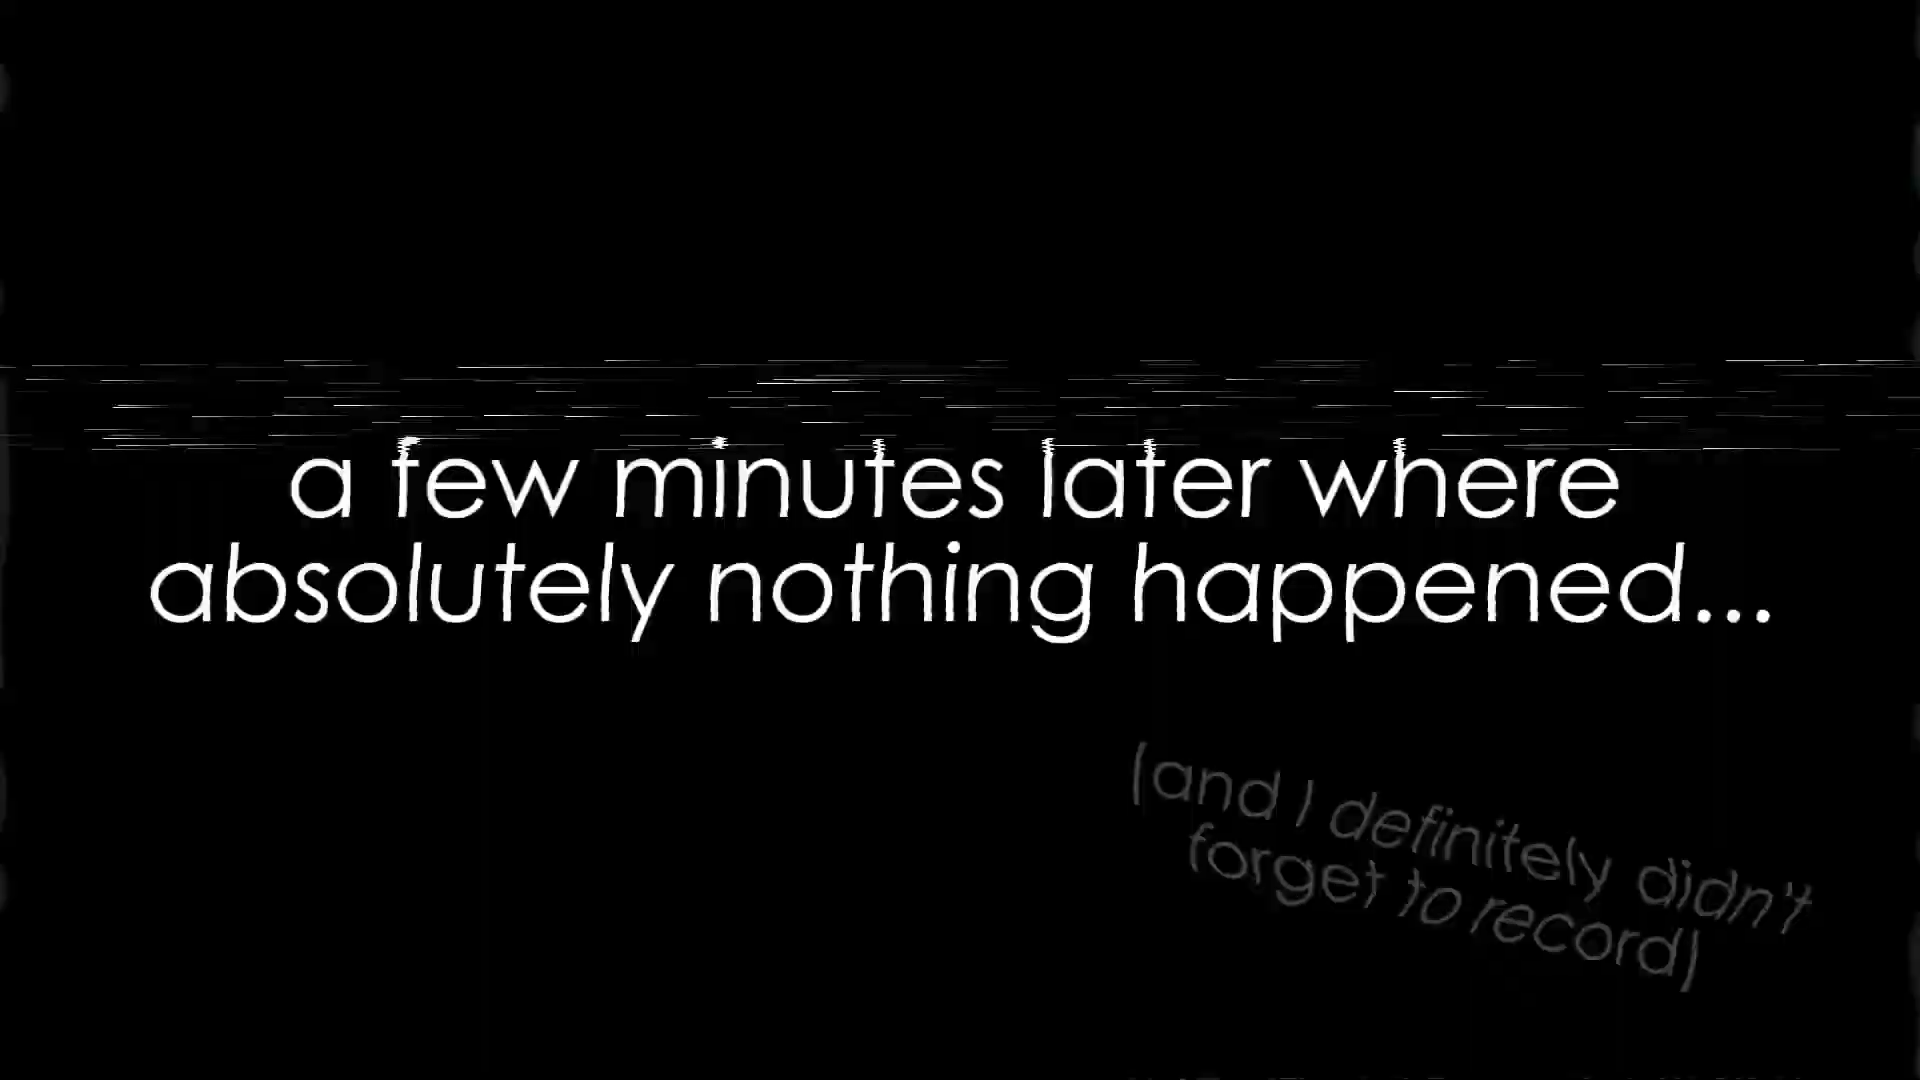 a few minutes later where
absolutely nothing happened...
(and I definitely didn't
forget to record)